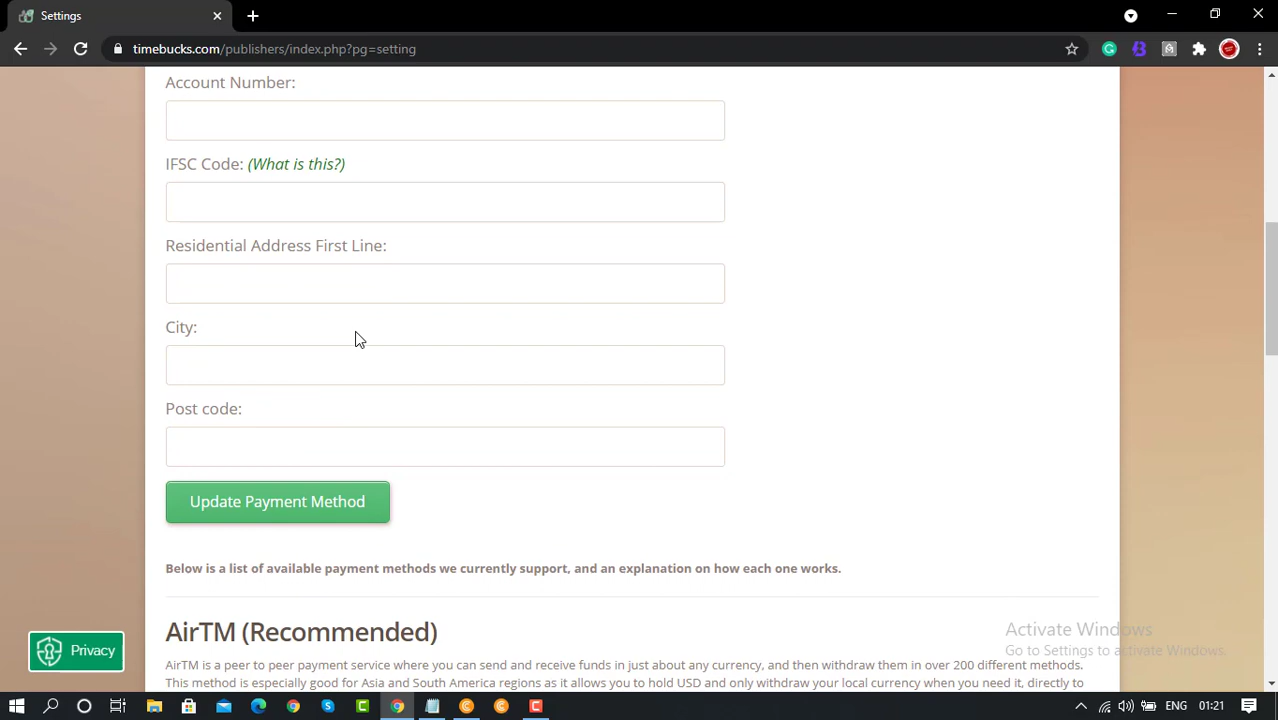 Settings
timebucks.com/publishers/index.php?pg=setting
Account Number:
IFSC Code: (What is this?)
Residential Address First Line:
City:
Post code:
Update Payment Method
Below is a list of available payment methods we currently support, and an explanation on how each one works.
AirTM (Recommended)
AirTM is a peer to peer payment service where you can send and receive funds in just about any currency, and then withdraw them in over 200 different methods.
This method is especially good for Asia and South America regions as it allows you to hold USD and only withdraw your local currency when you need it, directly to
Privacy
Activate Windows
Go to Settings to activate Windows.
ENG
01:21